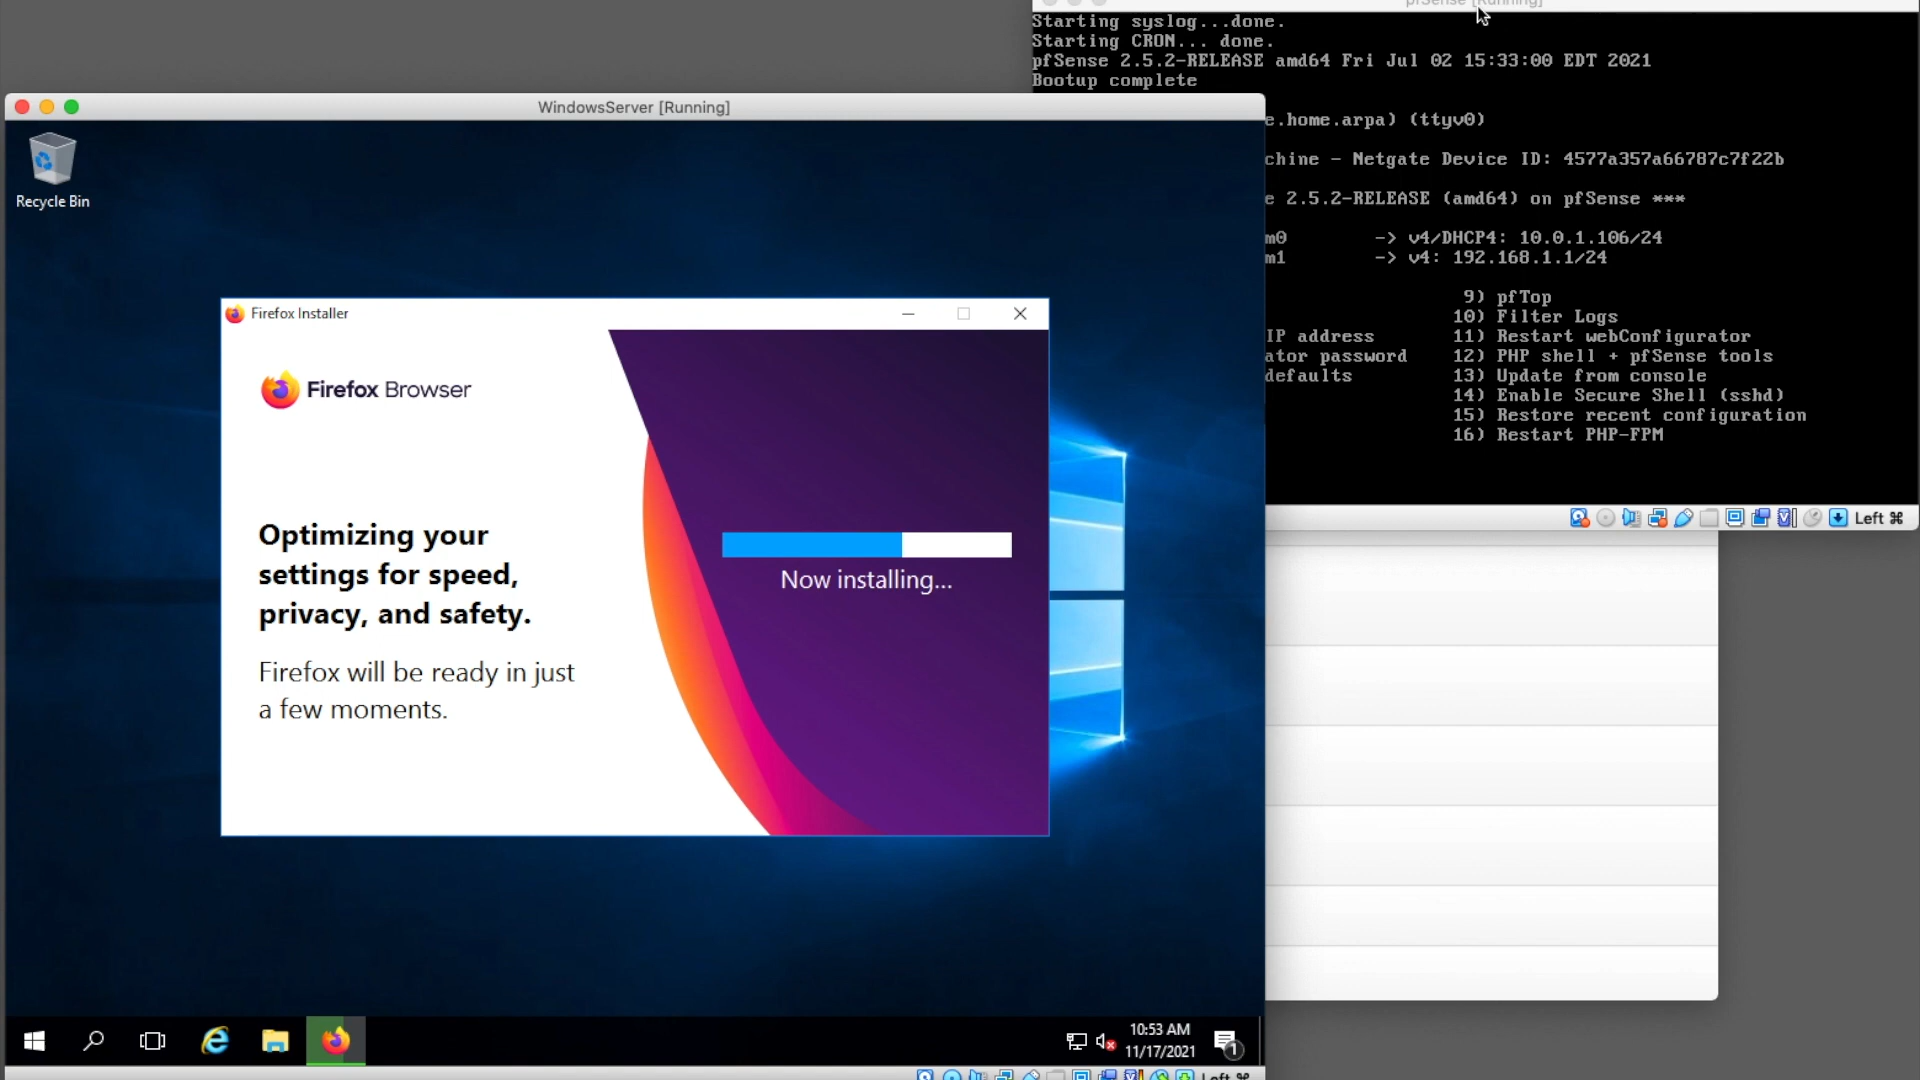 pfSense [Running]
Starting syslog...done.
Starting CRON... done.
pfSense 2.5.2-RELEASE amd64 Fri Jul 02 15:33:00 EDT 2021
Bootup complete
e.home.arpa) (ttyv0)
chine - Netgate Device ID: 4577a357a66787c7f22b
e 2.5.2-RELEASE (amd64) on pfSense ***
m0 -> v4/DHCP4: 10.0.1.106/24
m1 -> v4: 192.168.1.1/24
9) pfTop
10) Filter Logs
IP address 11) Restart webConfigurator
ator password 12) PHP shell + pfSense tools
defaults 13) Update from console
14) Enable Secure Shell (sshd)
15) Restore recent configuration
16) Restart PHP-FPM
Left ⌘
WindowsServer [Running]
Recycle Bin
Firefox Installer
Firefox Browser
Optimizing your
settings for speed,
privacy, and safety.
Firefox will be ready in just
a few moments.
Now installing...
10:53 AM
11/17/2021
1
Left ⌘